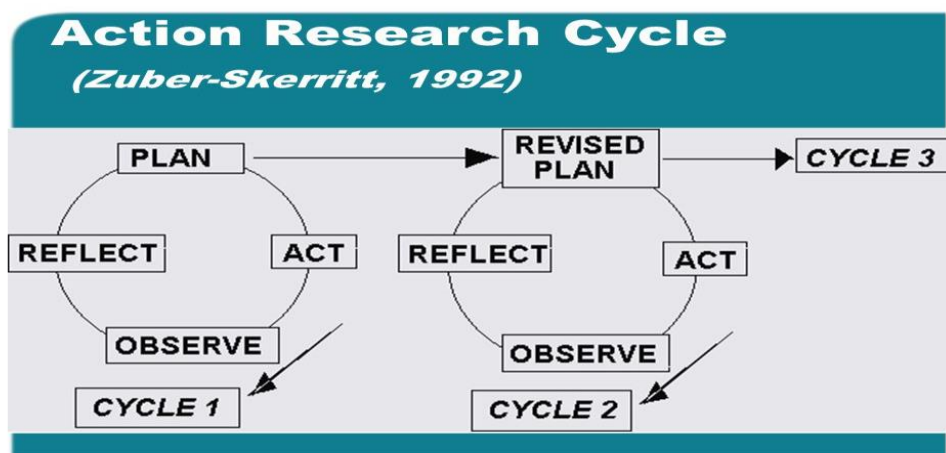 Action Research Cycle
(Zuber-Skerritt, 1992)
PLAN
REVISED
PLAN
CYCLE 3
REFLECT
ACT
REFLECT
ACT
OBSERVE
OBSERVE
CYCLE 1
CYCLE 2